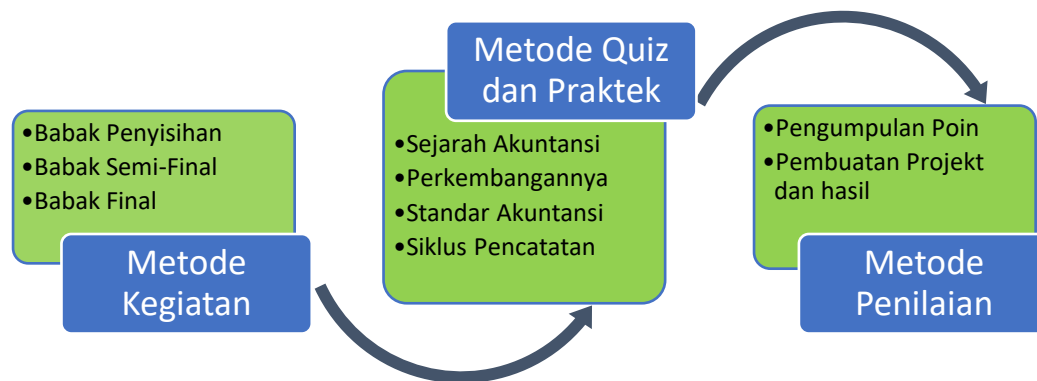 •Babak Penyisihan
•Babak Semi-Final
•Babak Final
Metode
Kegiatan
Metode Quiz
dan Praktek
•Sejarah Akuntansi
•Perkembangannya
•Standar Akuntansi
•Siklus Pencatatan
•Pengumpulan Poin
•Pembuatan Projekt
dan hasil
Metode
Penilaian